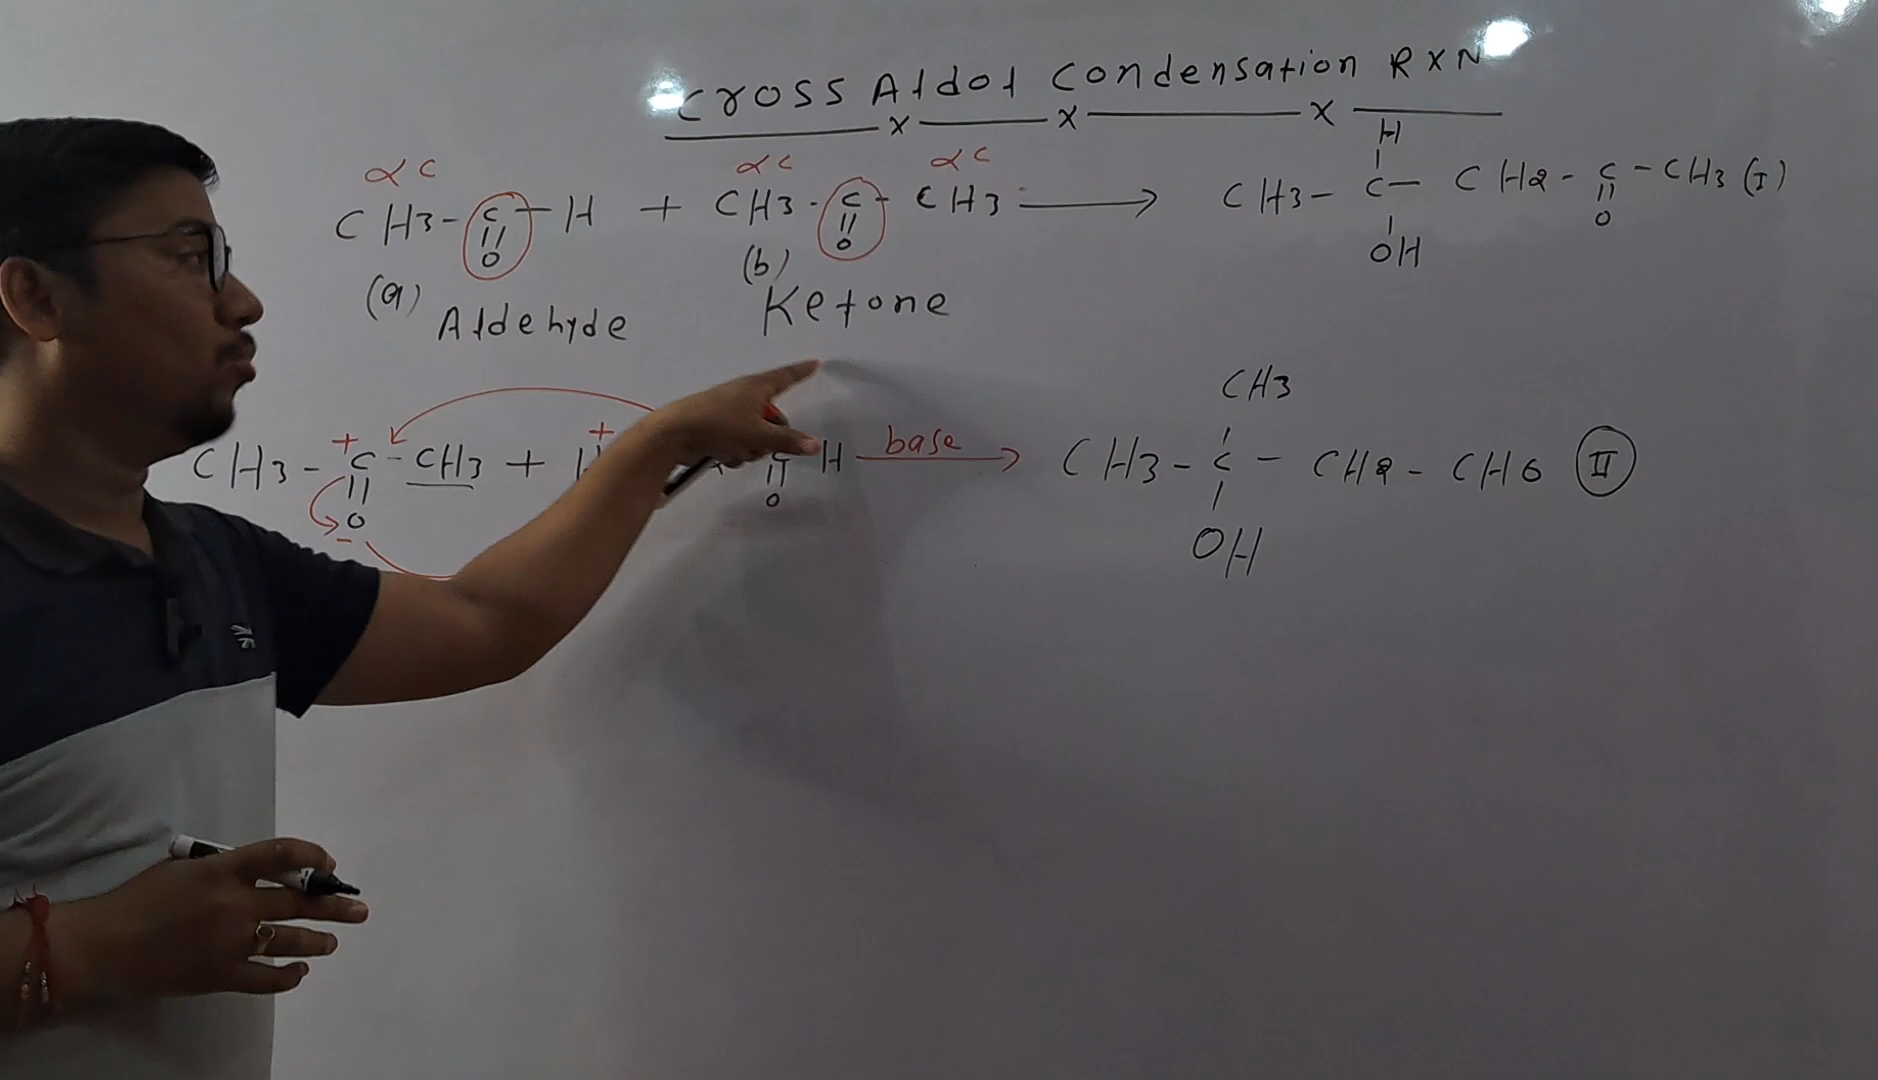 Cross Aldol Condensation RXN
x x x
αC αC αC H
CH3-C-H + CH3-C-CH3 → CH3-C-CH2-C-CH3 (I)
O O OH O
(a) Aldehyde (b) Ketone
CH3
+ + base
CH3-C-CH3 + H C H → CH3-C-CH2-CHO II
O O OH
-